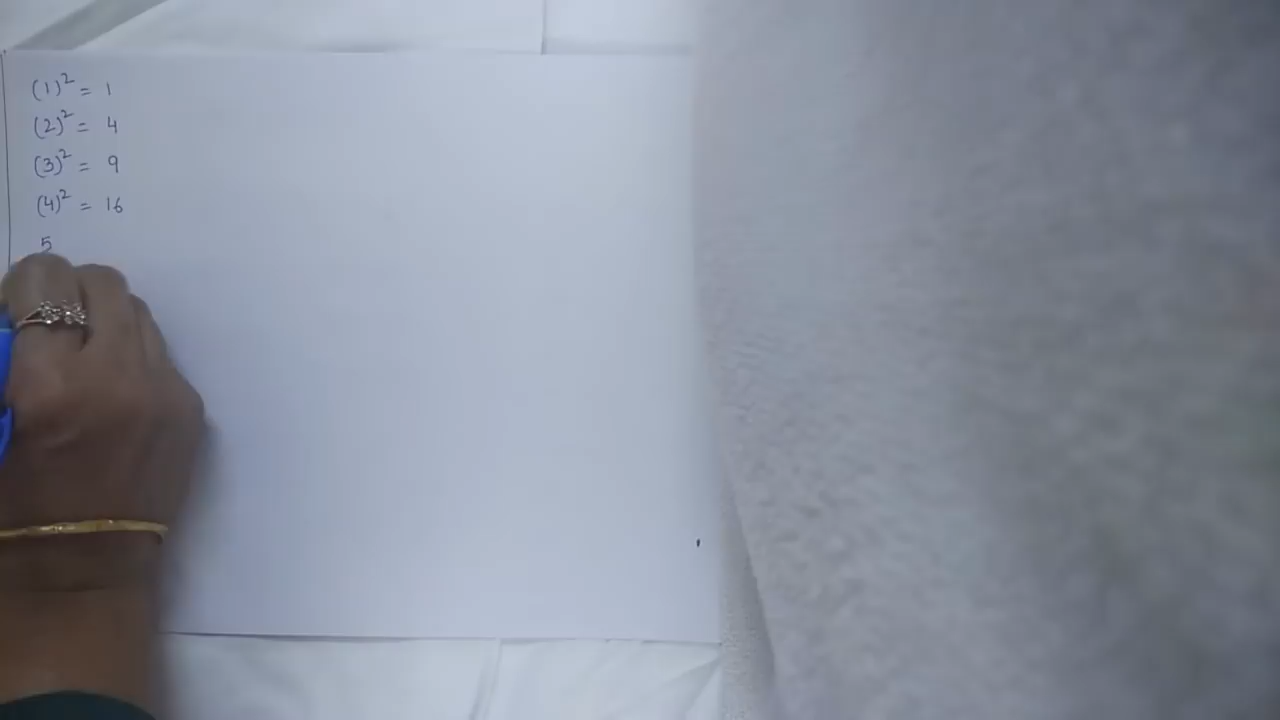 (1)² = 1
(2)² = 4
(3)² = 9
(4)² = 16
5